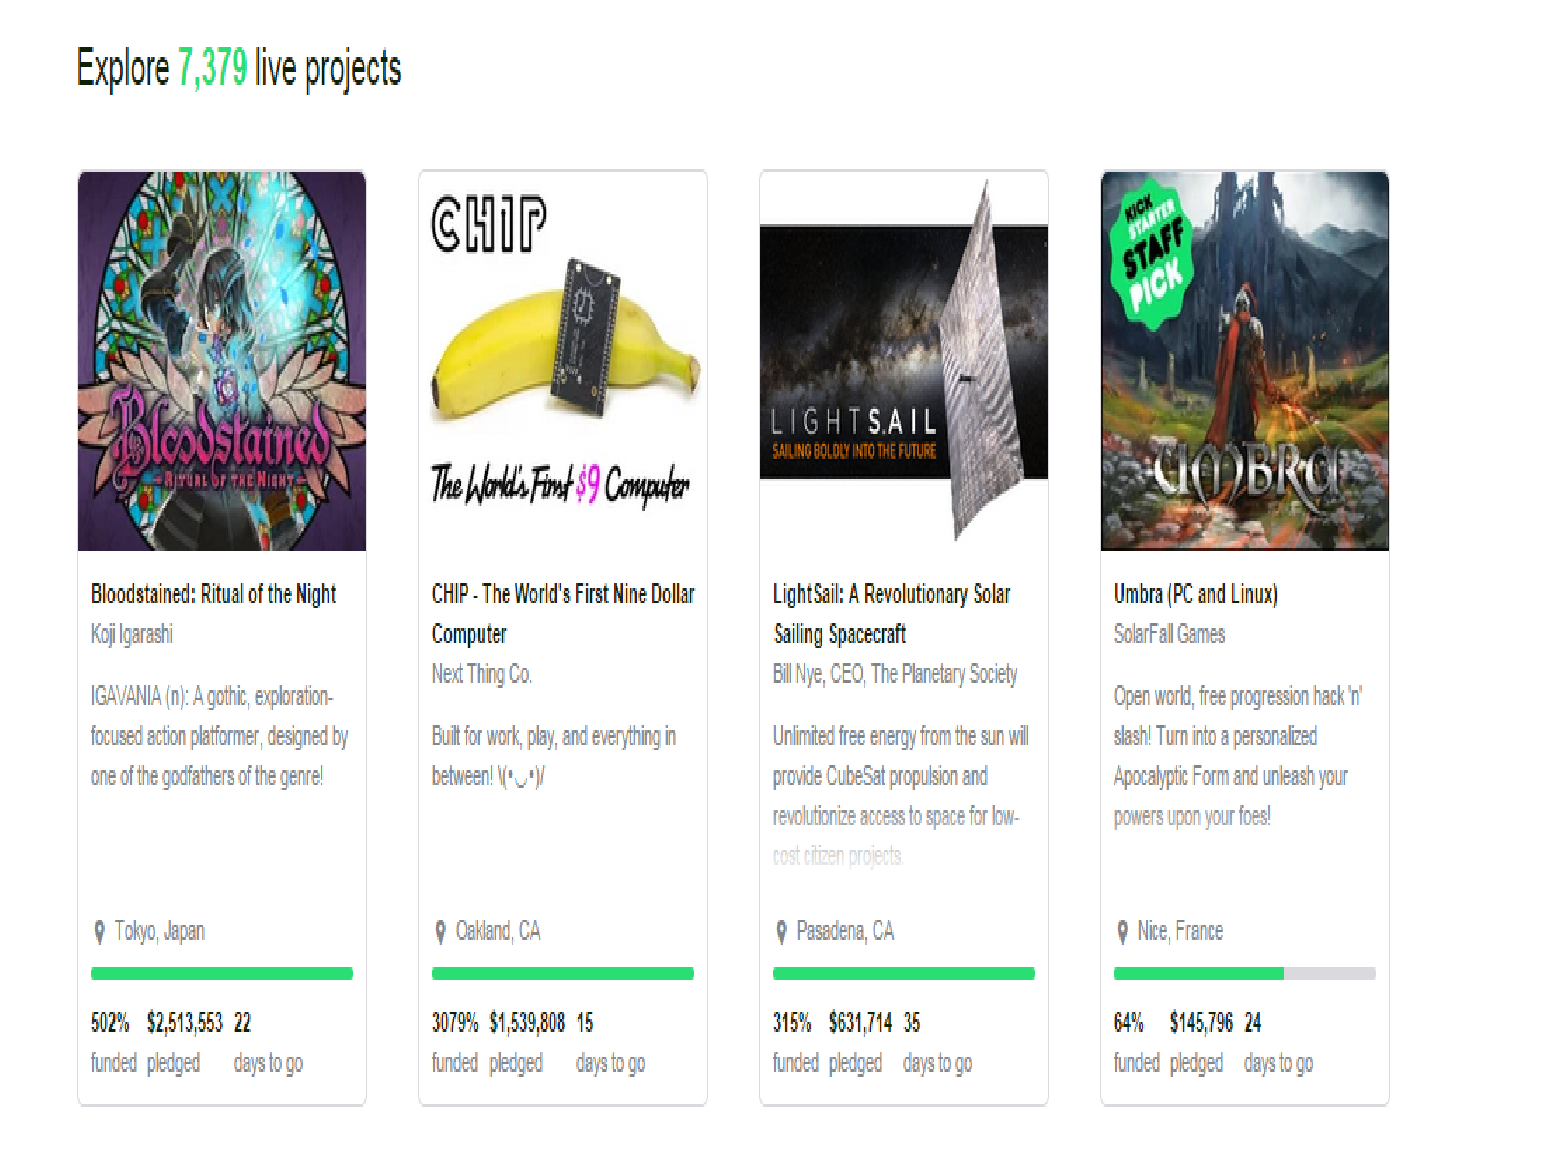 Explore 7,379 live projects
Bloodstained
RITUAL OF THE NIGHT
Bloodstained: Ritual of the Night
Koji Igarashi
IGAVANIA (n): A gothic, exploration-
focused action platformer, designed by
one of the godfathers of the genre!
Tokyo, Japan
502% $2,513,553 22
funded pledged days to go
CHIP
The World's First $9 Computer
CHIP - The World's First Nine Dollar
Computer
Next Thing Co.
Built for work, play, and everything in
between! \(•◡•)/
Oakland, CA
3079% $1,539,808 15
funded pledged days to go
LIGHTSAIL
SAILING BOLDLY INTO THE FUTURE
LightSail: A Revolutionary Solar
Sailing Spacecraft
Bill Nye, CEO, The Planetary Society
Unlimited free energy from the sun will
provide CubeSat propulsion and
revolutionize access to space for low-
cost citizen projects.
Pasadena, CA
315% $631,714 35
funded pledged days to go
KICK
STARTER
STAFF
PICK
UMBRA
Umbra (PC and Linux)
SolarFall Games
Open world, free progression hack 'n'
slash! Turn into a personalized
Apocalyptic Form and unleash your
powers upon your foes!
Nice, France
64% $145,796 24
funded pledged days to go